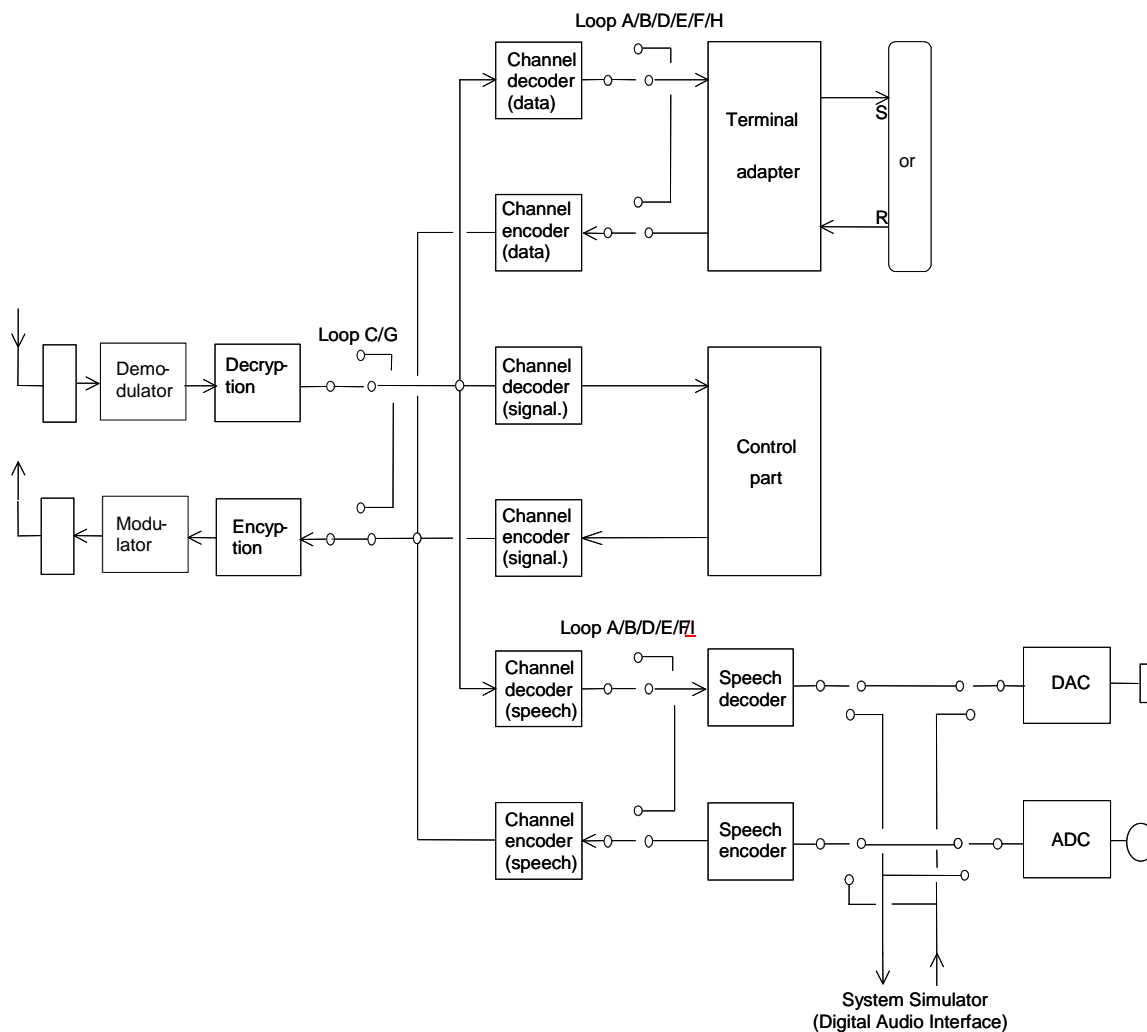 Loop A/B/D/E/F/H
Channel
decoder
(data)
Terminal
adapter
S
or
R
Channel
encoder
(data)
Loop C/G
Demo-
dulator
Decryp-
tion
Channel
decoder
(signal.)
Control
part
Modu-
lator
Encyp-
tion
Channel
encoder
(signal.)
Loop A/B/D/E/F/I
Channel
decoder
(speech)
Speech
decoder
DAC
Channel
encoder
(speech)
Speech
encoder
ADC
System Simulator
(Digital Audio Interface)